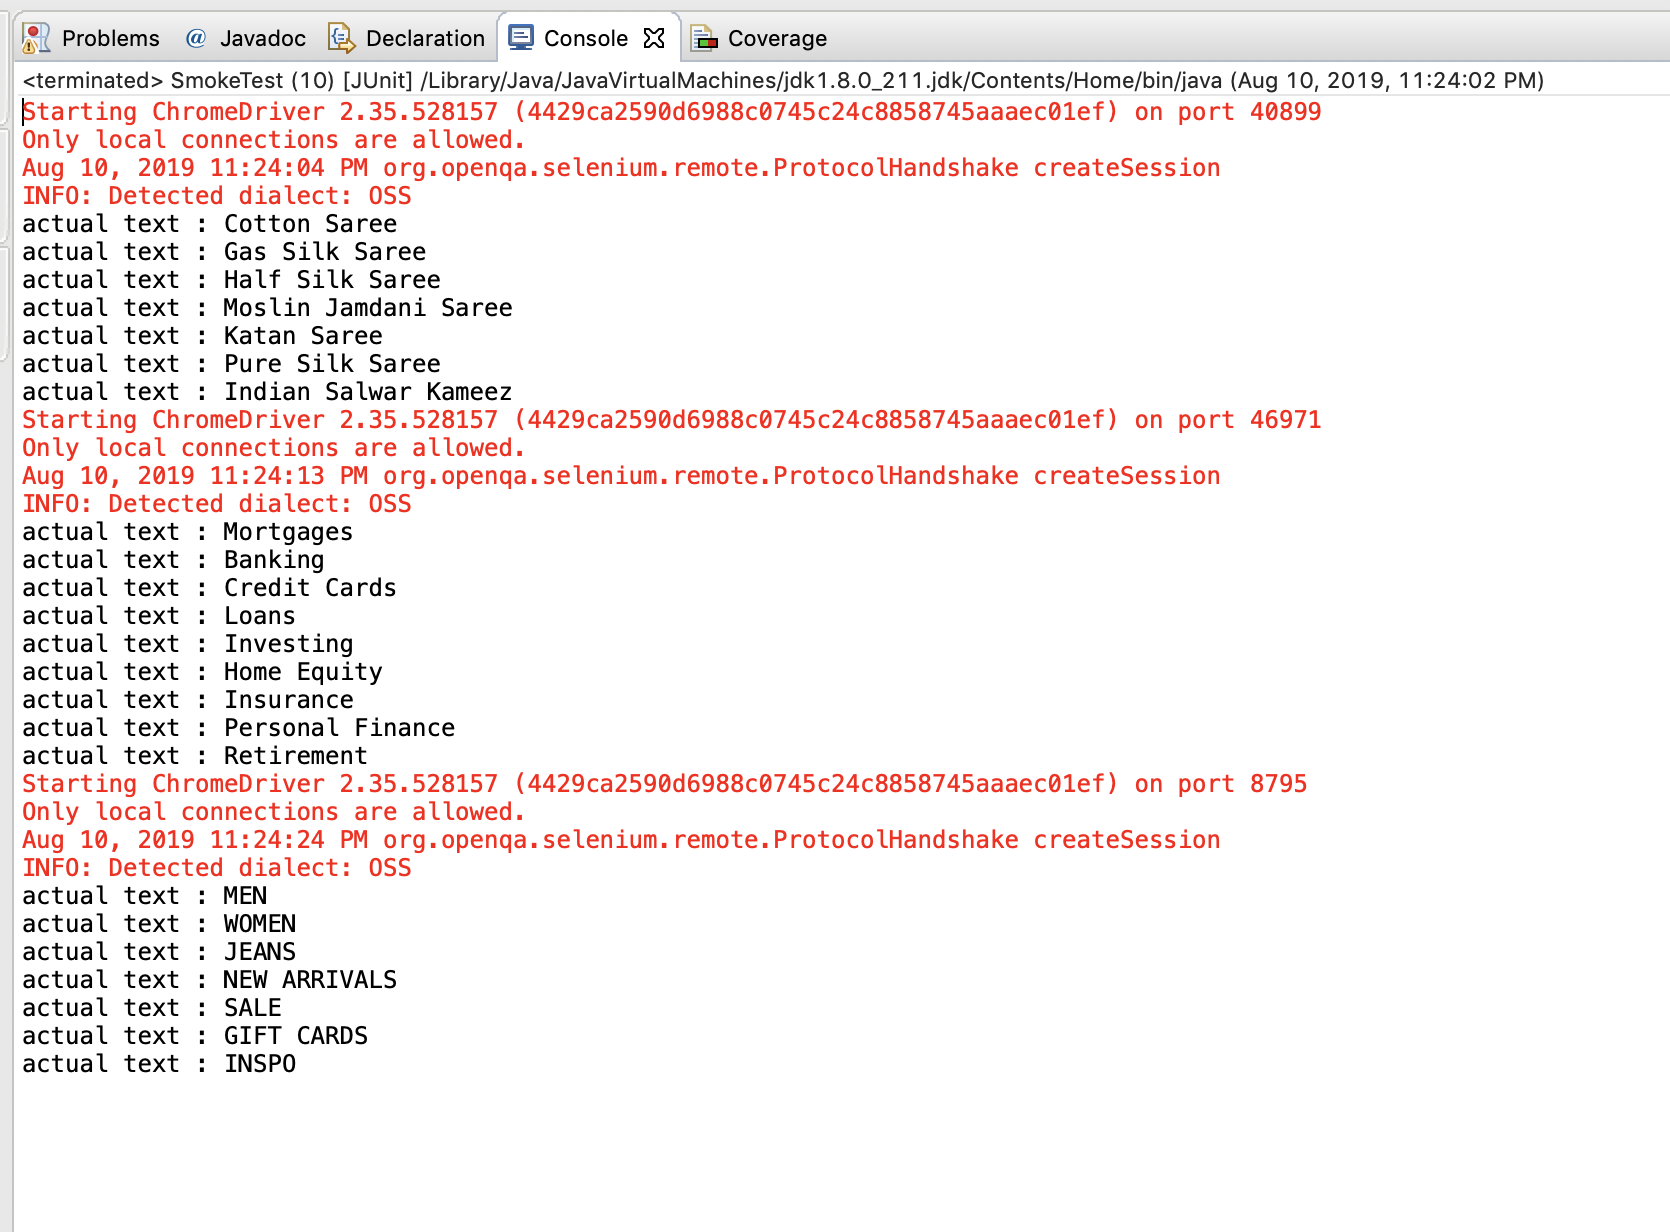 Problems @ Javadoc Declaration Console Coverage
<terminated> SmokeTest (10) [JUnit] /Library/Java/JavaVirtualMachines/jdk1.8.0_211.jdk/Contents/Home/bin/java (Aug 10, 2019, 11:24:02 PM)
Starting ChromeDriver 2.35.528157 (4429ca2590d6988c0745c24c8858745aaaec01ef) on port 40899
Only local connections are allowed.
Aug 10, 2019 11:24:04 PM org.openqa.selenium.remote.ProtocolHandshake createSession
INFO: Detected dialect: OSS
actual text : Cotton Saree
actual text : Gas Silk Saree
actual text : Half Silk Saree
actual text : Moslin Jamdani Saree
actual text : Katan Saree
actual text : Pure Silk Saree
actual text : Indian Salwar Kameez
Starting ChromeDriver 2.35.528157 (4429ca2590d6988c0745c24c8858745aaaec01ef) on port 46971
Only local connections are allowed.
Aug 10, 2019 11:24:13 PM org.openqa.selenium.remote.ProtocolHandshake createSession
INFO: Detected dialect: OSS
actual text : Mortgages
actual text : Banking
actual text : Credit Cards
actual text : Loans
actual text : Investing
actual text : Home Equity
actual text : Insurance
actual text : Personal Finance
actual text : Retirement
Starting ChromeDriver 2.35.528157 (4429ca2590d6988c0745c24c8858745aaaec01ef) on port 8795
Only local connections are allowed.
Aug 10, 2019 11:24:24 PM org.openqa.selenium.remote.ProtocolHandshake createSession
INFO: Detected dialect: OSS
actual text : MEN
actual text : WOMEN
actual text : JEANS
actual text : NEW ARRIVALS
actual text : SALE
actual text : GIFT CARDS
actual text : INSPO